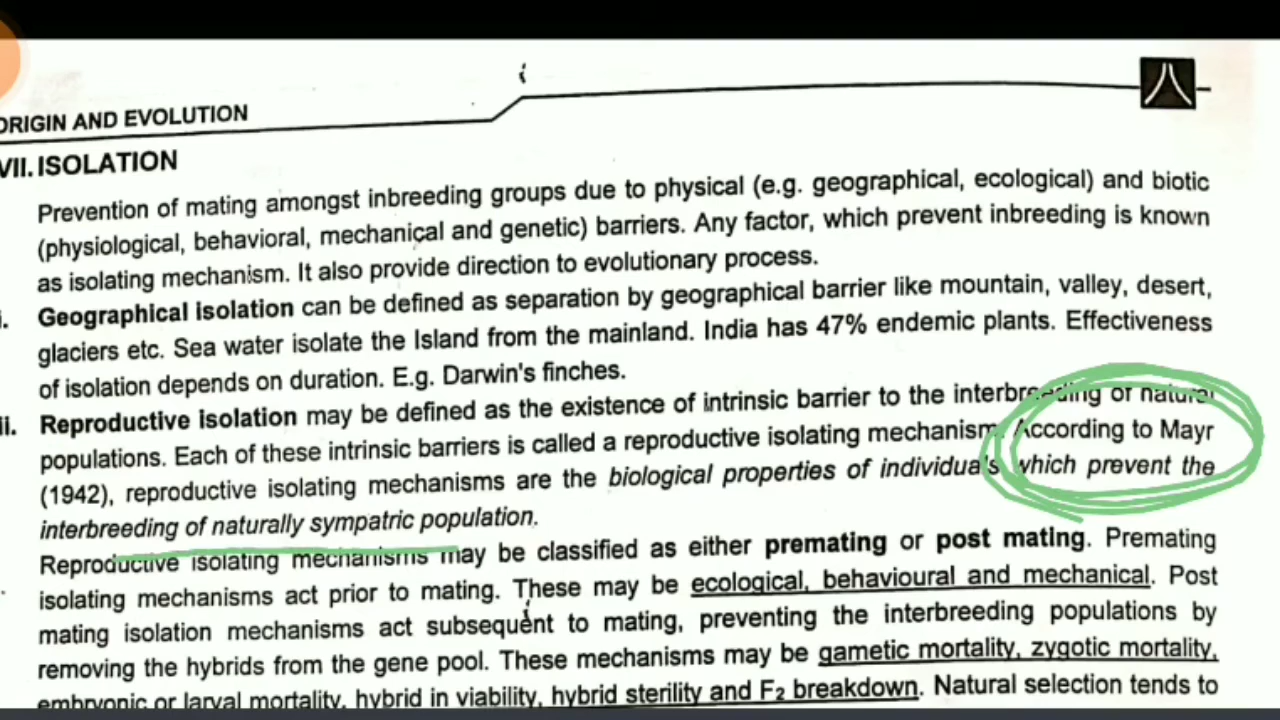 ORIGIN AND EVOLUTION
VII. ISOLATION
Prevention of mating amongst inbreeding groups due to physical (e.g. geographical, ecological) and biotic
(physiological, behavioral, mechanical and genetic) barriers. Any factor, which prevent inbreeding is known
as isolating mechanism. It also provide direction to evolutionary process.
i. Geographical isolation can be defined as separation by geographical barrier like mountain, valley, desert,
glaciers etc. Sea water isolate the Island from the mainland. India has 47% endemic plants. Effectiveness
of isolation depends on duration. E.g. Darwin's finches.
ii. Reproductive isolation may be defined as the existence of intrinsic barrier to the interbreeding of natural
populations. Each of these intrinsic barriers is called a reproductive isolating mechanism. According to Mayr
(1942), reproductive isolating mechanisms are the biological properties of individuals which prevent the
interbreeding of naturally sympatric population.
Reproductive isolating mechanisms may be classified as either premating or post mating. Premating
isolating mechanisms act prior to mating. These may be ecological, behavioural and mechanical. Post
mating isolation mechanisms act subsequent to mating, preventing the interbreeding populations by
removing the hybrids from the gene pool. These mechanisms may be gametic mortality, zygotic mortality,
embryonic or larval mortality, hybrid in viability, hybrid sterility and F2 breakdown. Natural selection tends to